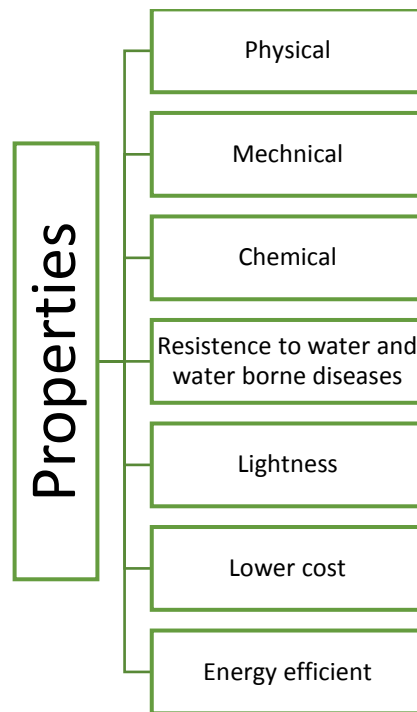 Properties
Physical
Mechnical
Chemical
Resistence to water and
water borne diseases
Lightness
Lower cost
Energy efficient